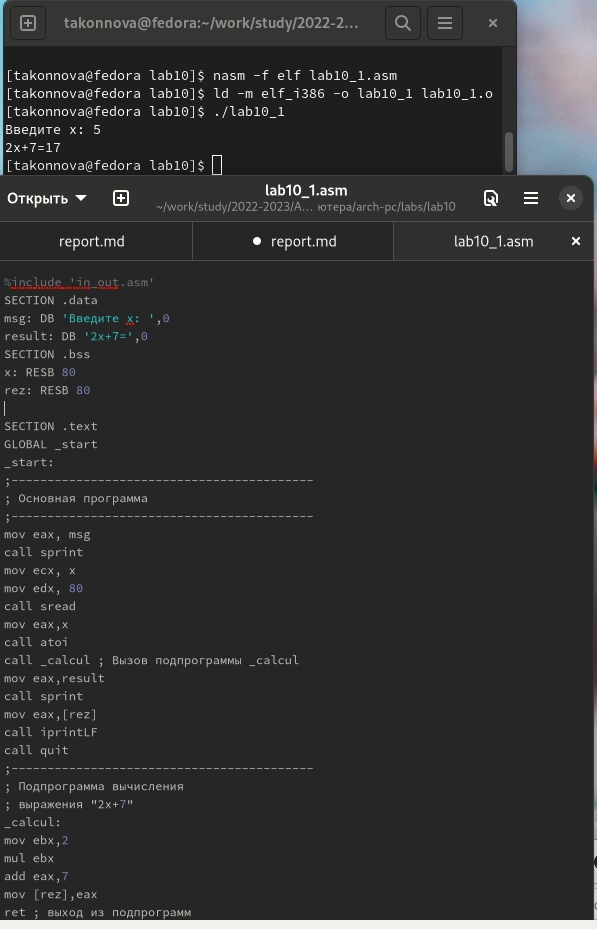 takonnova@fedora:~/work/study/2022-2...
[takonnova@fedora lab10]$ nasm -f elf lab10_1.asm
[takonnova@fedora lab10]$ ld -m elf_i386 -o lab10_1 lab10_1.o
[takonnova@fedora lab10]$ ./lab10_1
Введите x: 5
2x+7=17
[takonnova@fedora lab10]$
Открыть
lab10_1.asm
~/work/study/2022-2023/А... ютера/arch-pc/labs/lab10
report.md
report.md
lab10_1.asm
%include 'in_out.asm'
SECTION .data
msg: DB 'Введите x: ',0
result: DB '2x+7=',0
SECTION .bss
x: RESB 80
rez: RESB 80
SECTION .text
GLOBAL _start
_start:
;------------------------------------------
; Основная программа
;------------------------------------------
mov eax, msg
call sprint
mov ecx, x
mov edx, 80
call sread
mov eax,x
call atoi
call _calcul ; Вызов подпрограммы _calcul
mov eax,result
call sprint
mov eax,[rez]
call iprintLF
call quit
;------------------------------------------
; Подпрограмма вычисления
; выражения "2x+7"
_calcul:
mov ebx,2
mul ebx
add eax,7
mov [rez],eax
ret ; выход из подпрограмм